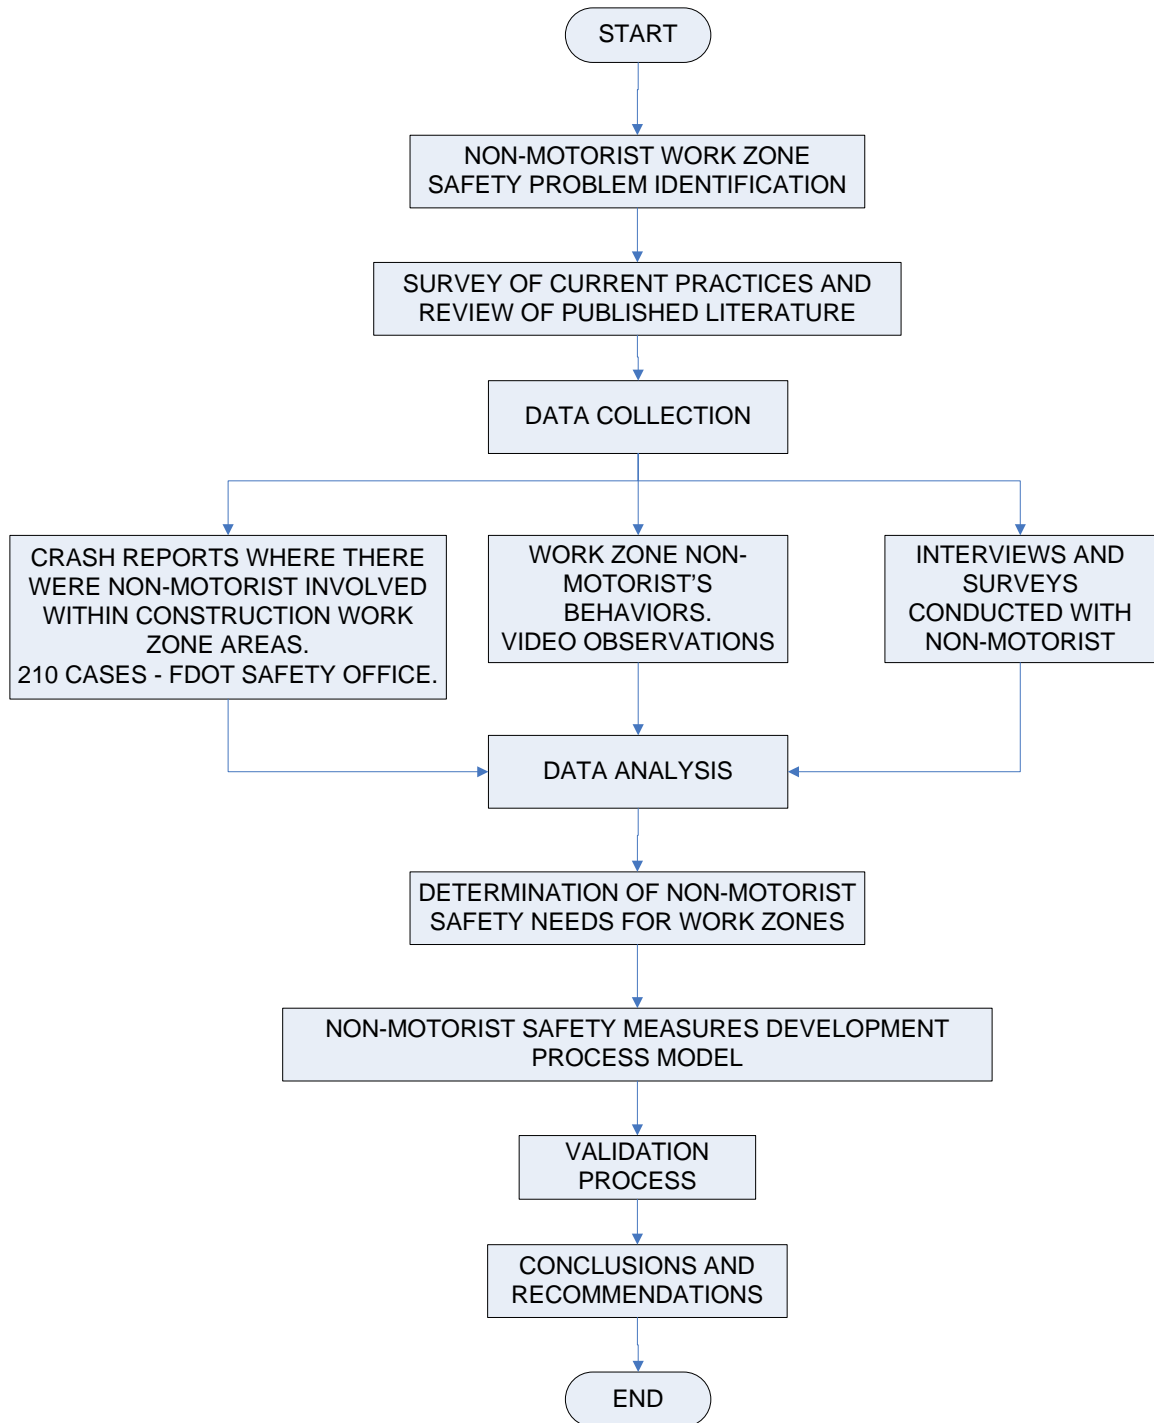 START
NON-MOTORIST WORK ZONE
SAFETY PROBLEM IDENTIFICATION
SURVEY OF CURRENT PRACTICES AND
REVIEW OF PUBLISHED LITERATURE
DATA COLLECTION
CRASH REPORTS WHERE THERE
WERE NON-MOTORIST INVOLVED
WITHIN CONSTRUCTION WORK
ZONE AREAS.
210 CASES - FDOT SAFETY OFFICE.
WORK ZONE NON-
MOTORIST’S
BEHAVIORS.
VIDEO OBSERVATIONS
INTERVIEWS AND
SURVEYS
CONDUCTED WITH
NON-MOTORIST
DATA ANALYSIS
DETERMINATION OF NON-MOTORIST
SAFETY NEEDS FOR WORK ZONES
NON-MOTORIST SAFETY MEASURES DEVELOPMENT
PROCESS MODEL
VALIDATION
PROCESS
CONCLUSIONS AND
RECOMMENDATIONS
END